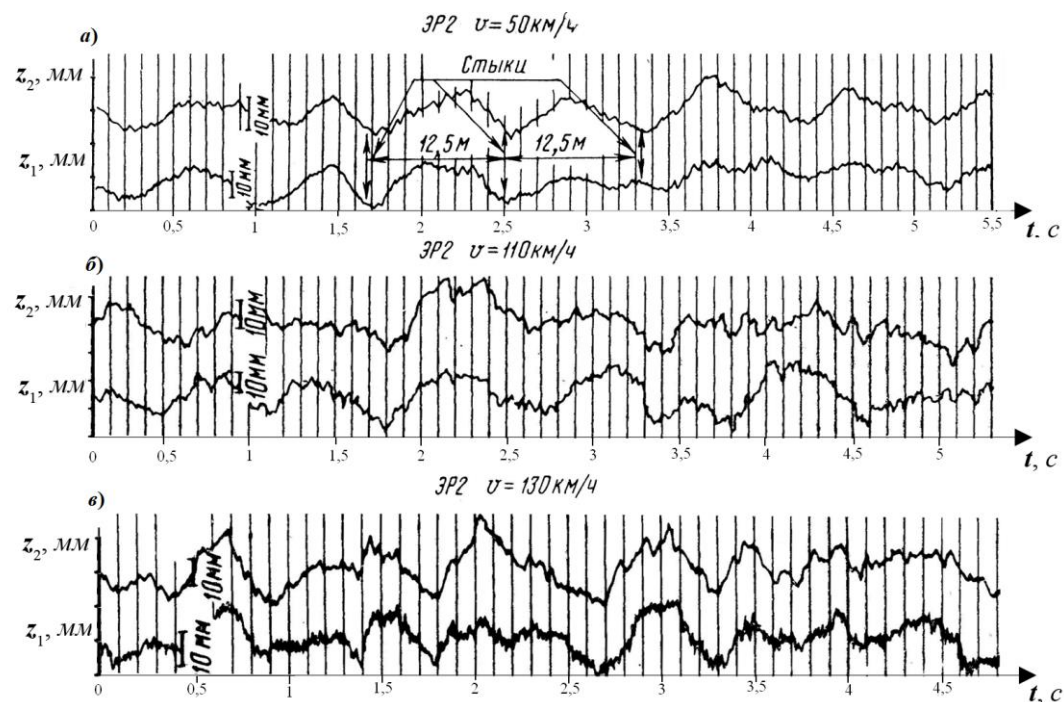 а) ЭР2 v=50км/ч
z₂, мм
Стыки
10мм
12,5м 12,5м
z₁, мм
10мм
0 0,5 1 1,5 2 2,5 3 3,5 4 4,5 5 5,5
t. с
б) ЭР2 v=110км/ч
z₂, мм
10мм
z₁, мм
10мм
0 0,5 1 1,5 2 2,5 3 3,5 4 4,5 5
t, с
в) ЭР2 v=130км/ч
z₂, мм
10мм
z₁, мм
10 мм
0 0,5 1 1,5 2 2,5 3 3,5 4 4,5
t. с